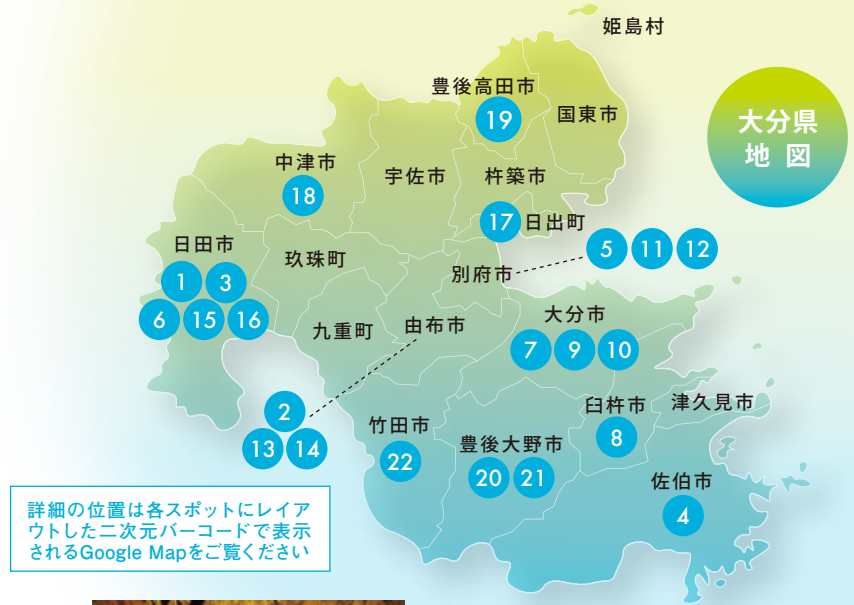 姫島村
豊後高田市
19
国東市
大分県
地図
中津市
18
宇佐市
杵築市
17
日出町
日田市
1
3
6
15
16
玖珠町
別府市
5
11
12
九重町
由布市
大分市
7
9
10
2
13
14
竹田市
22
豊後大野市
20
21
臼杵市
8
津久見市
佐伯市
4
詳細の位置は各スポットにレイア
ウトした二次元バーコードで表示
されるGoogle Mapをご覧ください